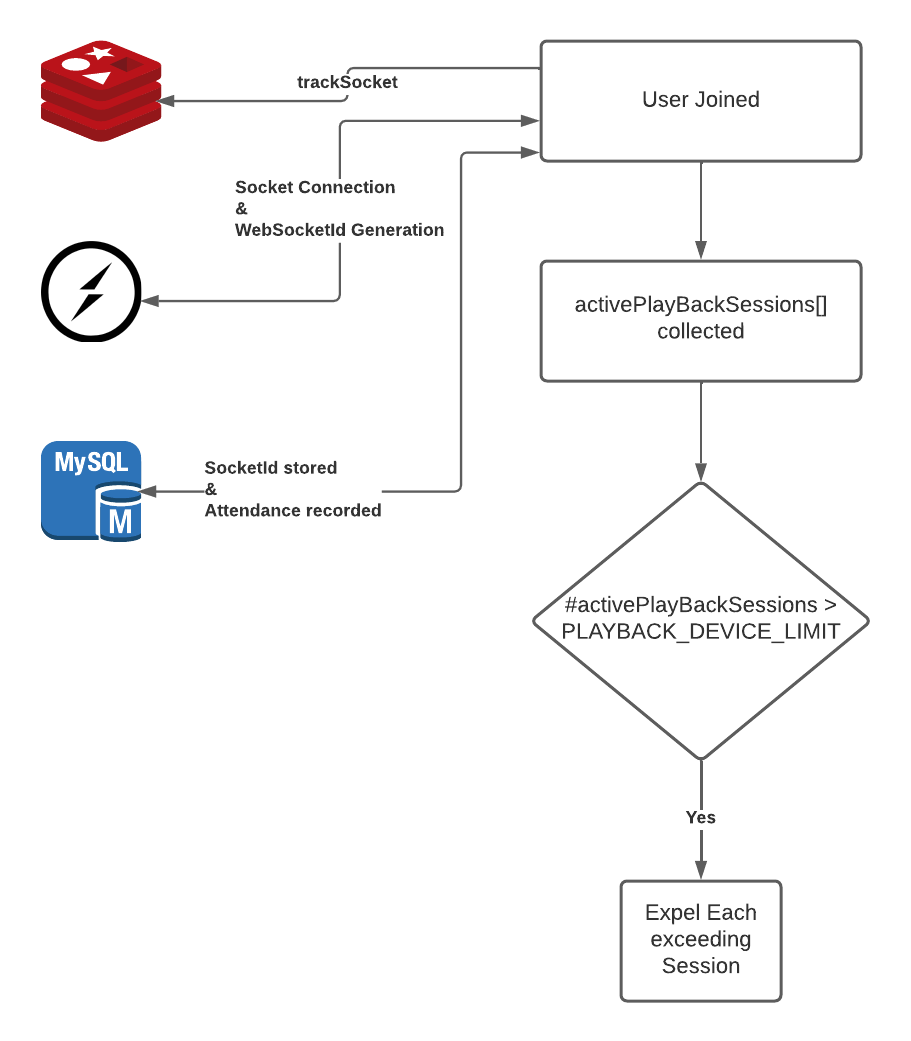 trackSocket
User Joined
Socket Connection
&
WebSocketId Generation
activePlayBackSessions[]
collected
MySQL
M
SocketId stored
&
Attendance recorded
#activePlayBackSessions >
PLAYBACK_DEVICE_LIMIT
Yes
Expel Each
exceeding
Session